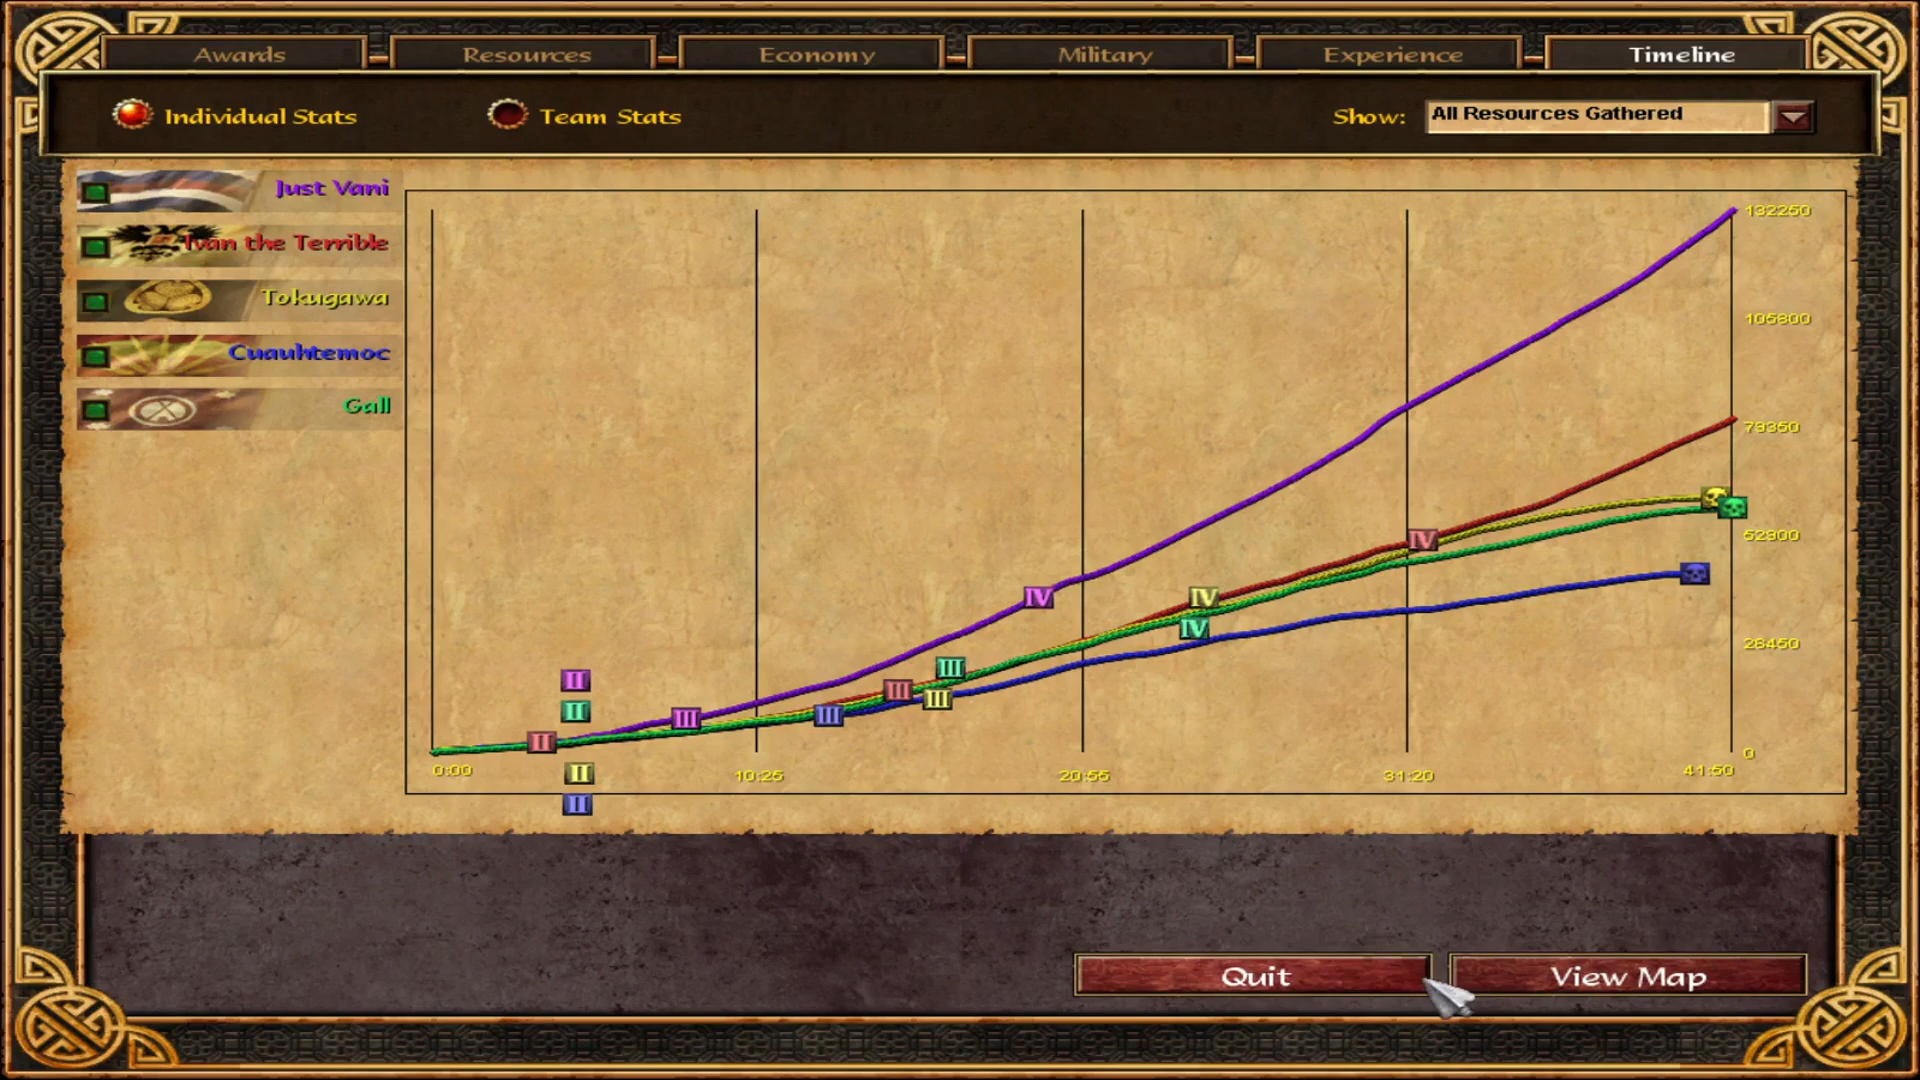 Awards
Resources
Economy
Military
Experience
Timeline
Individual Stats
Team Stats
Show:
All Resources Gathered
Just Vani
Ivan the Terrible
Tokugawa
Cuauhtemoc
Gall
132250
105800
79350
52900
26450
0
IV
IV
IV
IV
III
III
III
III
III
II
II
II
II
II
0:00
10:25
20:55
31:20
41:50
Quit
View Map